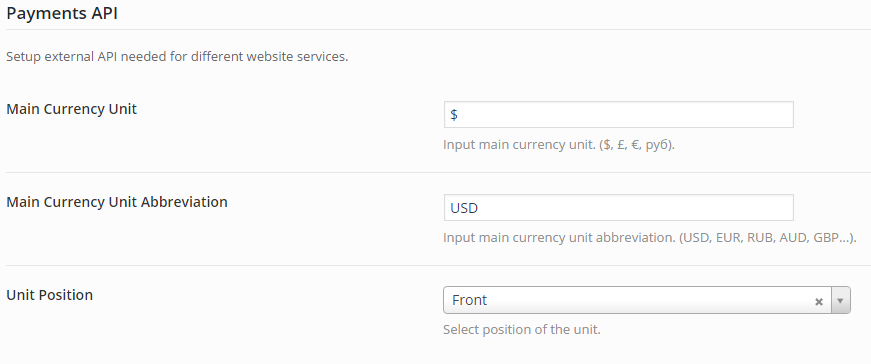 Payments API
Setup external API needed for different website services.
Main Currency Unit
$
Input main currency unit. ($, £, €, руб).
Main Currency Unit Abbreviation
USD
Input main currency unit abbreviation. (USD, EUR, RUB, AUD, GBP...).
Unit Position
Front
Select position of the unit.